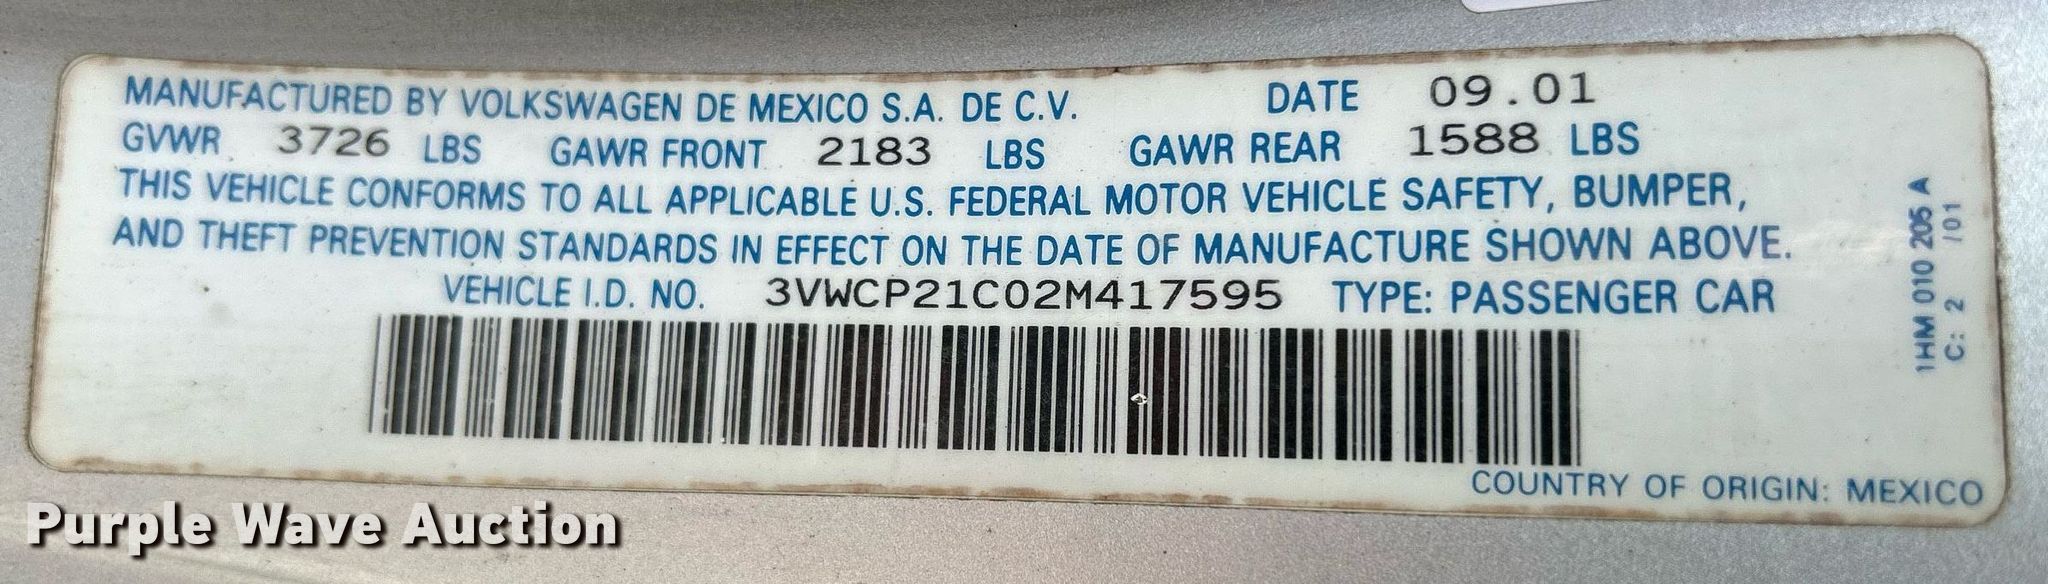 MANUFACTURED BY VOLKSWAGEN DE MEXICO S.A. DE C.V. DATE 09.01
GVWR 3726 LBS GAWR FRONT 2183 LBS GAWR REAR 1588 LBS
THIS VEHICLE CONFORMS TO ALL APPLICABLE U.S. FEDERAL MOTOR VEHICLE SAFETY, BUMPER,
AND THEFT PREVENTION STANDARDS IN EFFECT ON THE DATE OF MANUFACTURE SHOWN ABOVE.
VEHICLE I.D. NO. 3VWCP21C02M417595 TYPE: PASSENGER CAR
1HM 010 205 A
C: 2 /01
COUNTRY OF ORIGIN: MEXICO
Purple Wave Auction